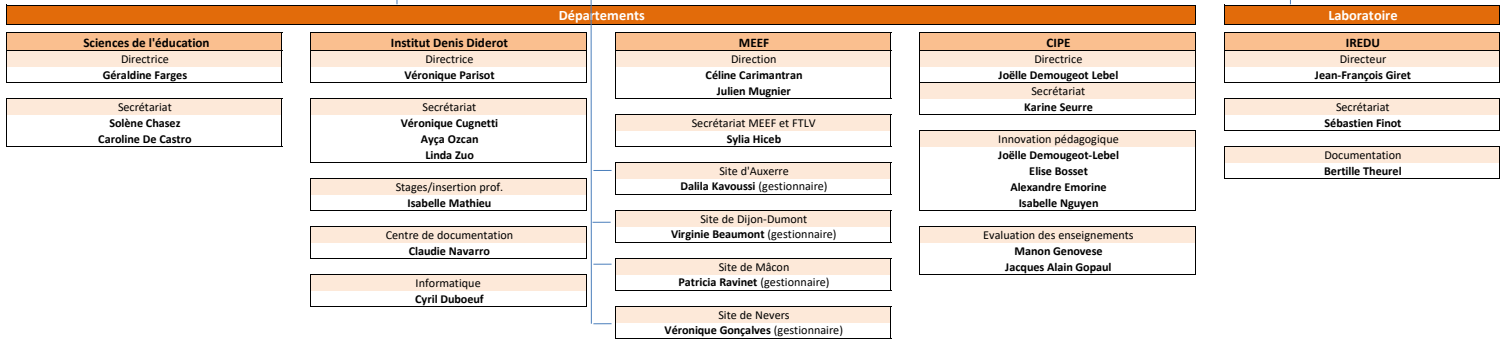 Départements
Sciences de l'éducation
Directrice
Géraldine Farges
Secrétariat
Solène Chasez
Caroline De Castro
Institut Denis Diderot
Directrice
Véronique Parisot
Secrétariat
Véronique Cugnetti
Ayça Ozcan
Linda Zuo
Stages/insertion prof.
Isabelle Mathieu
Centre de documentation
Claudie Navarro
Informatique
Cyril Duboeuf
MEEF
Direction
Céline Carimantran
Julien Mugnier
Secrétariat MEEF et FTLV
Sylia Hiceb
Site d'Auxerre
Dalila Kavoussi (gestionnaire)
Site de Dijon-Dumont
Virginie Beaumont (gestionnaire)
Site de Mâcon
Patricia Ravinet (gestionnaire)
Site de Nevers
Véronique Gonçalves (gestionnaire)
CIPE
Directrice
Joëlle Demougeot Lebel
Secrétariat
Karine Seurre
Innovation pédagogique
Joëlle Demougeot-Lebel
Elise Bosset
Alexandre Emorine
Isabelle Nguyen
Evaluation des enseignements
Manon Genovese
Jacques Alain Gopaul
Laboratoire
IREDU
Directeur
Jean-François Giret
Secrétariat
Sébastien Finot
Documentation
Bertille Theurel